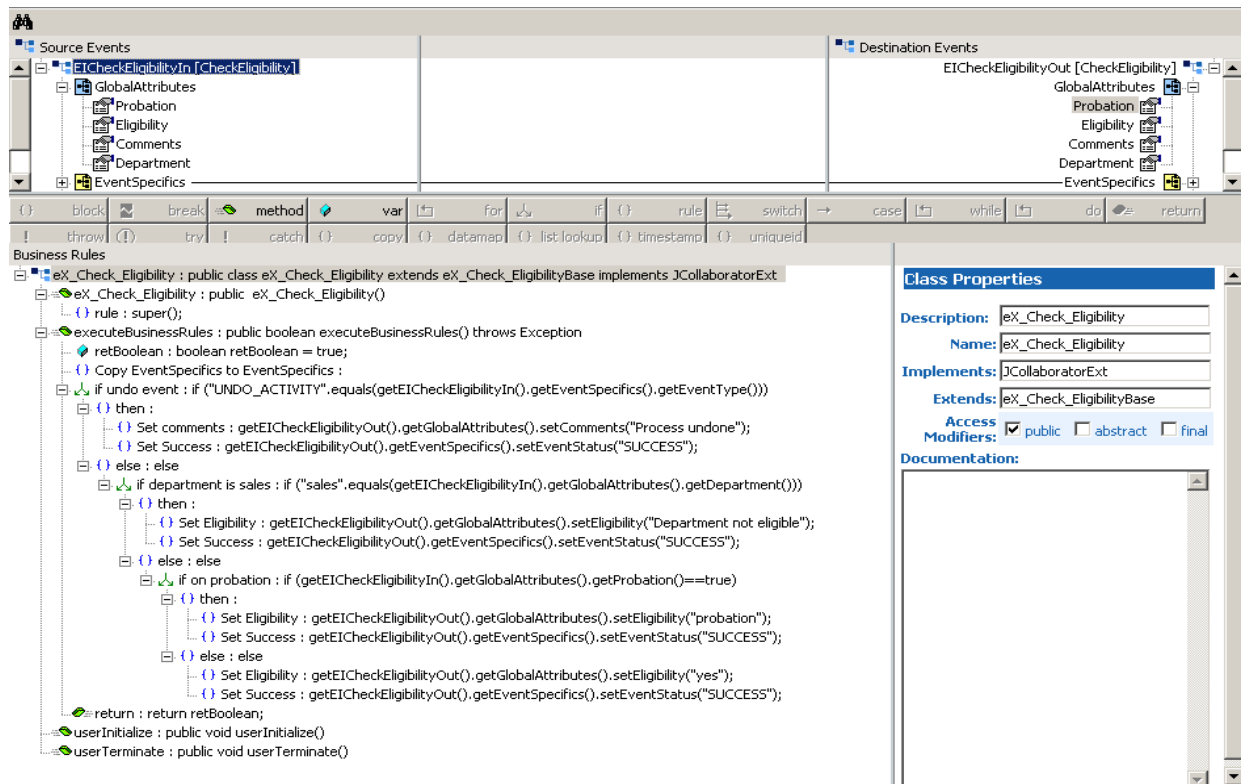 Source Events
Destination Events
EICheckEligibilityIn [CheckEligibility]
EICheckEligibilityOut [CheckEligibility]
GlobalAttributes
GlobalAttributes
Probation
Probation
Eligibility
Eligibility
Comments
Comments
Department
Department
EventSpecifics
EventSpecifics
{} block break method var for if {} rule switch case while do return
! throw (!) try ! catch {} copy {} datamap {} list lookup {} timestamp {} uniqueid
Business Rules
eX_Check_Eligibility : public class eX_Check_Eligibility extends eX_Check_EligibilityBase implements JCollaboratorExt
eX_Check_Eligibility : public eX_Check_Eligibility()
{} rule : super();
executeBusinessRules : public boolean executeBusinessRules() throws Exception
retBoolean : boolean retBoolean = true;
{} Copy EventSpecifics to EventSpecifics :
if undo event : if ("UNDO_ACTIVITY".equals(getEICheckEligibilityIn().getEventSpecifics().getEventType()))
{} then :
{} Set comments : getEICheckEligibilityOut().getGlobalAttributes().setComments("Process undone");
{} Set Success : getEICheckEligibilityOut().getEventSpecifics().setEventStatus("SUCCESS");
{} else : else
if department is sales : if ("sales".equals(getEICheckEligibilityIn().getGlobalAttributes().getDepartment()))
{} then :
{} Set Eligibility : getEICheckEligibilityOut().getGlobalAttributes().setEligibility("Department not eligible");
{} Set Success : getEICheckEligibilityOut().getEventSpecifics().setEventStatus("SUCCESS");
{} else : else
if on probation : if (getEICheckEligibilityIn().getGlobalAttributes().getProbation()==true)
{} then :
{} Set Eligibility : getEICheckEligibilityOut().getGlobalAttributes().setEligibility("probation");
{} Set Success : getEICheckEligibilityOut().getEventSpecifics().setEventStatus("SUCCESS");
{} else : else
{} Set Eligibility : getEICheckEligibilityOut().getGlobalAttributes().setEligibility("yes");
{} Set Success : getEICheckEligibilityOut().getEventSpecifics().setEventStatus("SUCCESS");
return : return retBoolean;
userInitialize : public void userInitialize()
userTerminate : public void userTerminate()
Class Properties
Description: eX_Check_Eligibility
Name: eX_Check_Eligibility
Implements: JCollaboratorExt
Extends: eX_Check_EligibilityBase
Access Modifiers: public abstract final
Documentation: